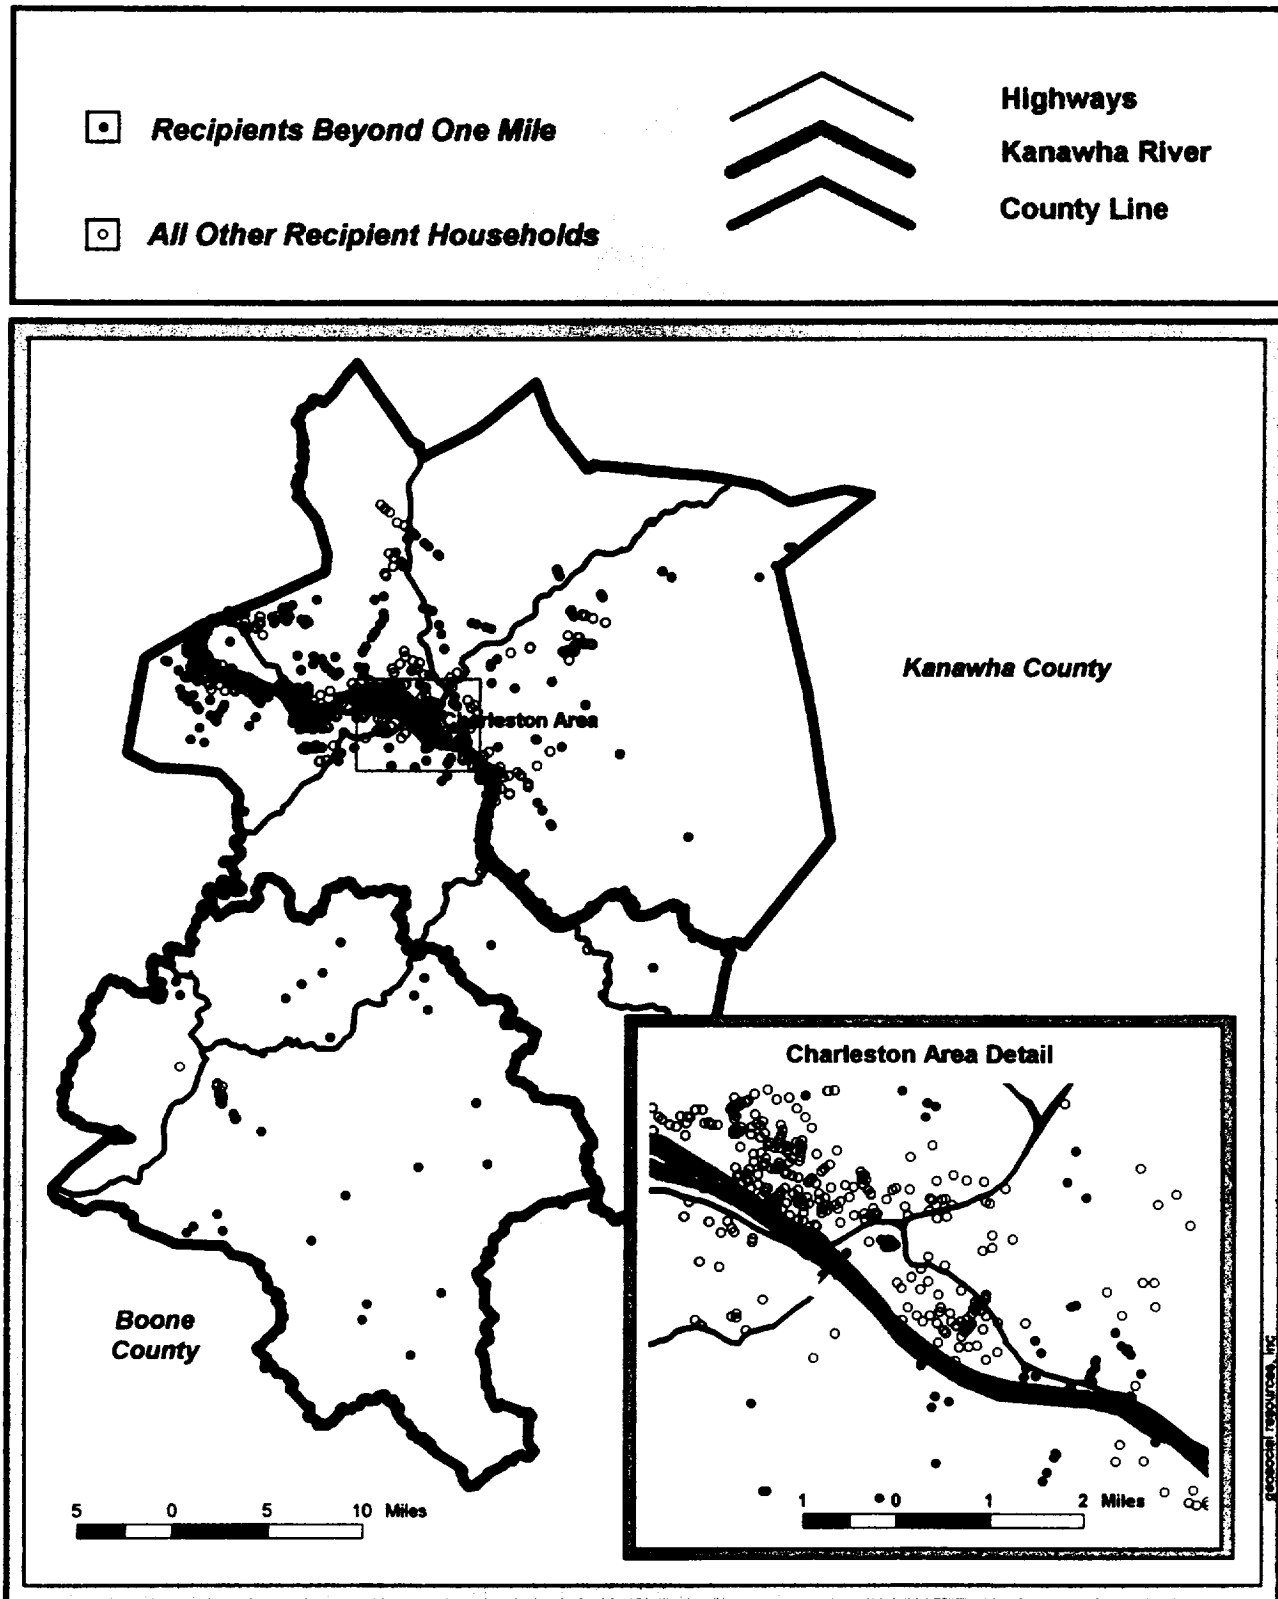 Recipients Beyond One Mile
All Other Recipient Households
Highways
Kanawha River
County Line
Kanawha County
Charleston Area
Boone
County
5 0 5 10 Miles
Charleston Area Detail
1 0 1 2 Miles
geosocial resources, inc